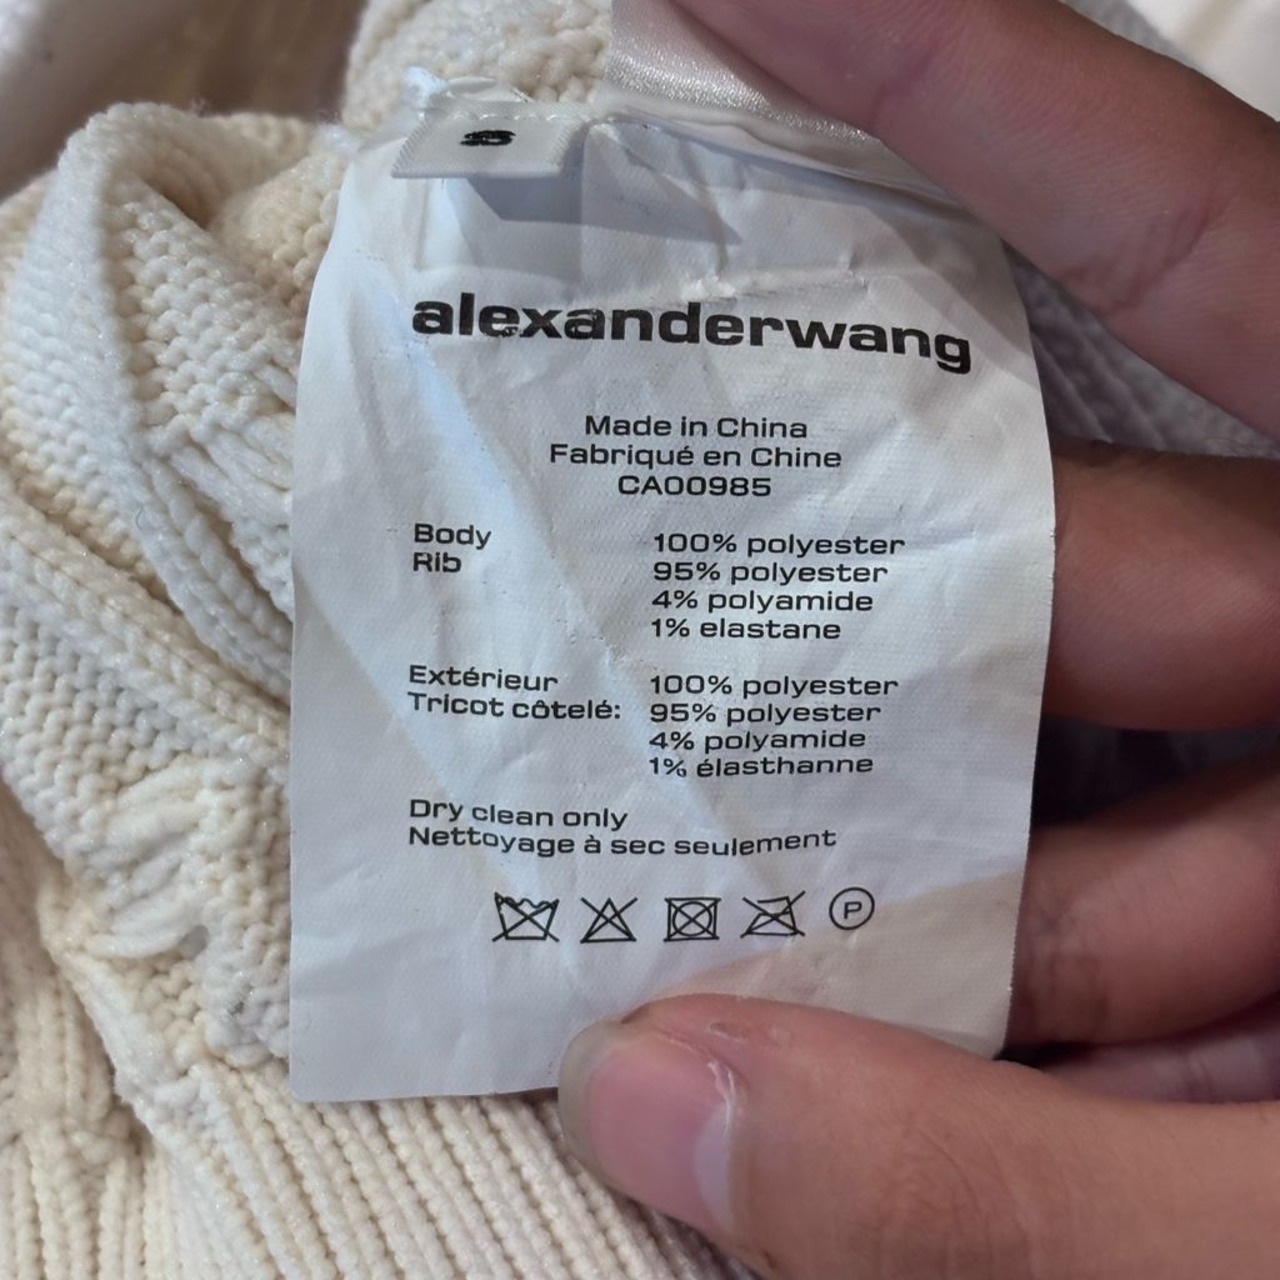 S
alexanderwang
Made in China
Fabriqué en Chine
CA00985
Body 100% polyester
Rib 95% polyester
4% polyamide
1% elastane
Extérieur 100% polyester
Tricot côtelé: 95% polyester
4% polyamide
1% élasthanne
Dry clean only
Nettoyage à sec seulement
P